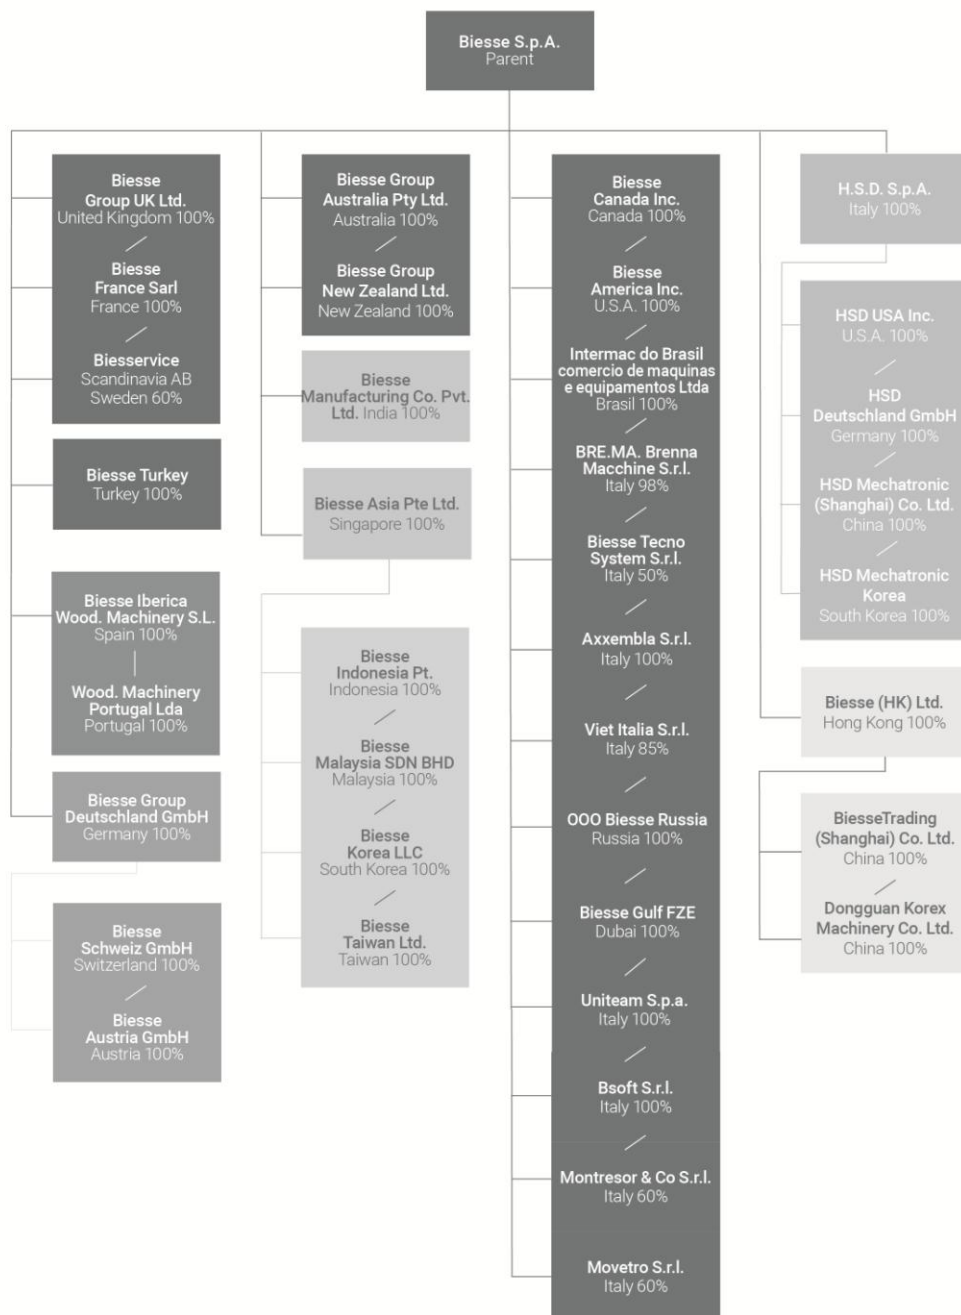 Biesse S.p.A.
Parent
Biesse
Group UK Ltd.
United Kingdom 100%
Biesse
France Sarl
France 100%
Biesservice
Scandinavia AB
Sweden 60%
Biesse Turkey
Turkey 100%
Biesse Iberica
Wood. Machinery S.L.
Spain 100%
Wood. Machinery
Portugal Lda
Portugal 100%
Biesse Group
Deutschland GmbH
Germany 100%
Biesse
Schweiz GmbH
Switzerland 100%
Biesse
Austria GmbH
Austria 100%
Biesse Group
Australia Pty Ltd.
Australia 100%
Biesse Group
New Zealand Ltd.
New Zealand 100%
Biesse
Manufacturing Co. Pvt.
Ltd. India 100%
Biesse Asia Pte Ltd.
Singapore 100%
Biesse
Indonesia Pt.
Indonesia 100%
Biesse
Malaysia SDN BHD
Malaysia 100%
Biesse
Korea LLC
South Korea 100%
Biesse
Taiwan Ltd.
Taiwan 100%
Biesse
Canada Inc.
Canada 100%
Biesse
America Inc.
U.S.A. 100%
Intermac do Brasil
comercio de maquinas
e equipamentos Ltda
Brasil 100%
BRE.MA. Brenna
Macchine S.r.l.
Italy 98%
Biesse Tecno
System S.r.l.
Italy 50%
Axxembla S.r.l.
Italy 100%
Viet Italia S.r.l.
Italy 85%
OOO Biesse Russia
Russia 100%
Biesse Gulf FZE
Dubai 100%
Uniteam S.p.a.
Italy 100%
Bsoft S.r.l.
Italy 100%
Montresor & Co S.r.l.
Italy 60%
Movetro S.r.l.
Italy 60%
H.S.D. S.p.A.
Italy 100%
HSD USA Inc.
U.S.A. 100%
HSD
Deutschland GmbH
Germany 100%
HSD Mechatronic
(Shanghai) Co. Ltd.
China 100%
HSD Mechatronic
Korea
South Korea 100%
Biesse (HK) Ltd.
Hong Kong 100%
BiesseTrading
(Shanghai) Co. Ltd.
China 100%
Dongguan Korex
Machinery Co. Ltd.
China 100%